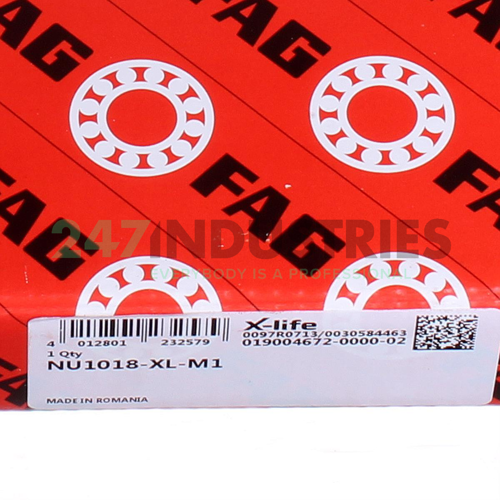 FAG
FAG
FAG
FAG
FAG
247INDUSTRIES
EVERYBODY IS A PROFESSIONAL
X-life
0097R0713/0030584463
019004672-0000-02
4 012801 232579
1 Qty
NU1018-XL-M1
MADE IN ROMANIA